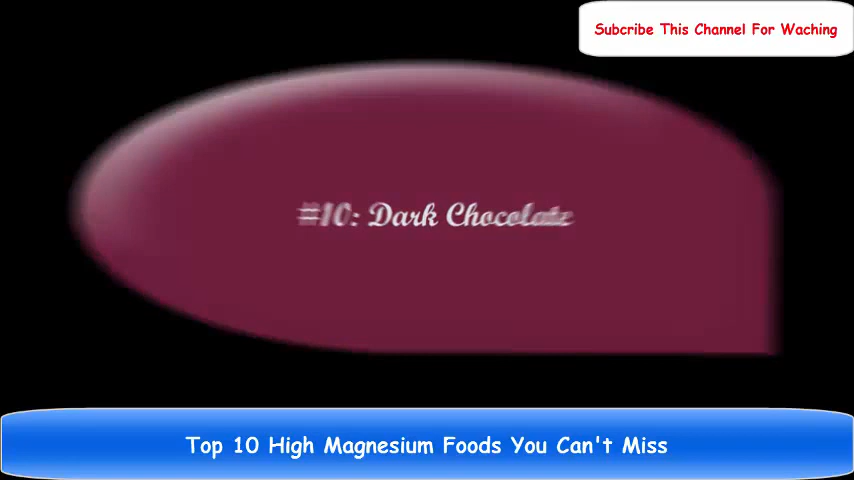 Subcribe This Channel For Waching
#10: Dark Chocolate
Top 10 High Magnesium Foods You Can't Miss